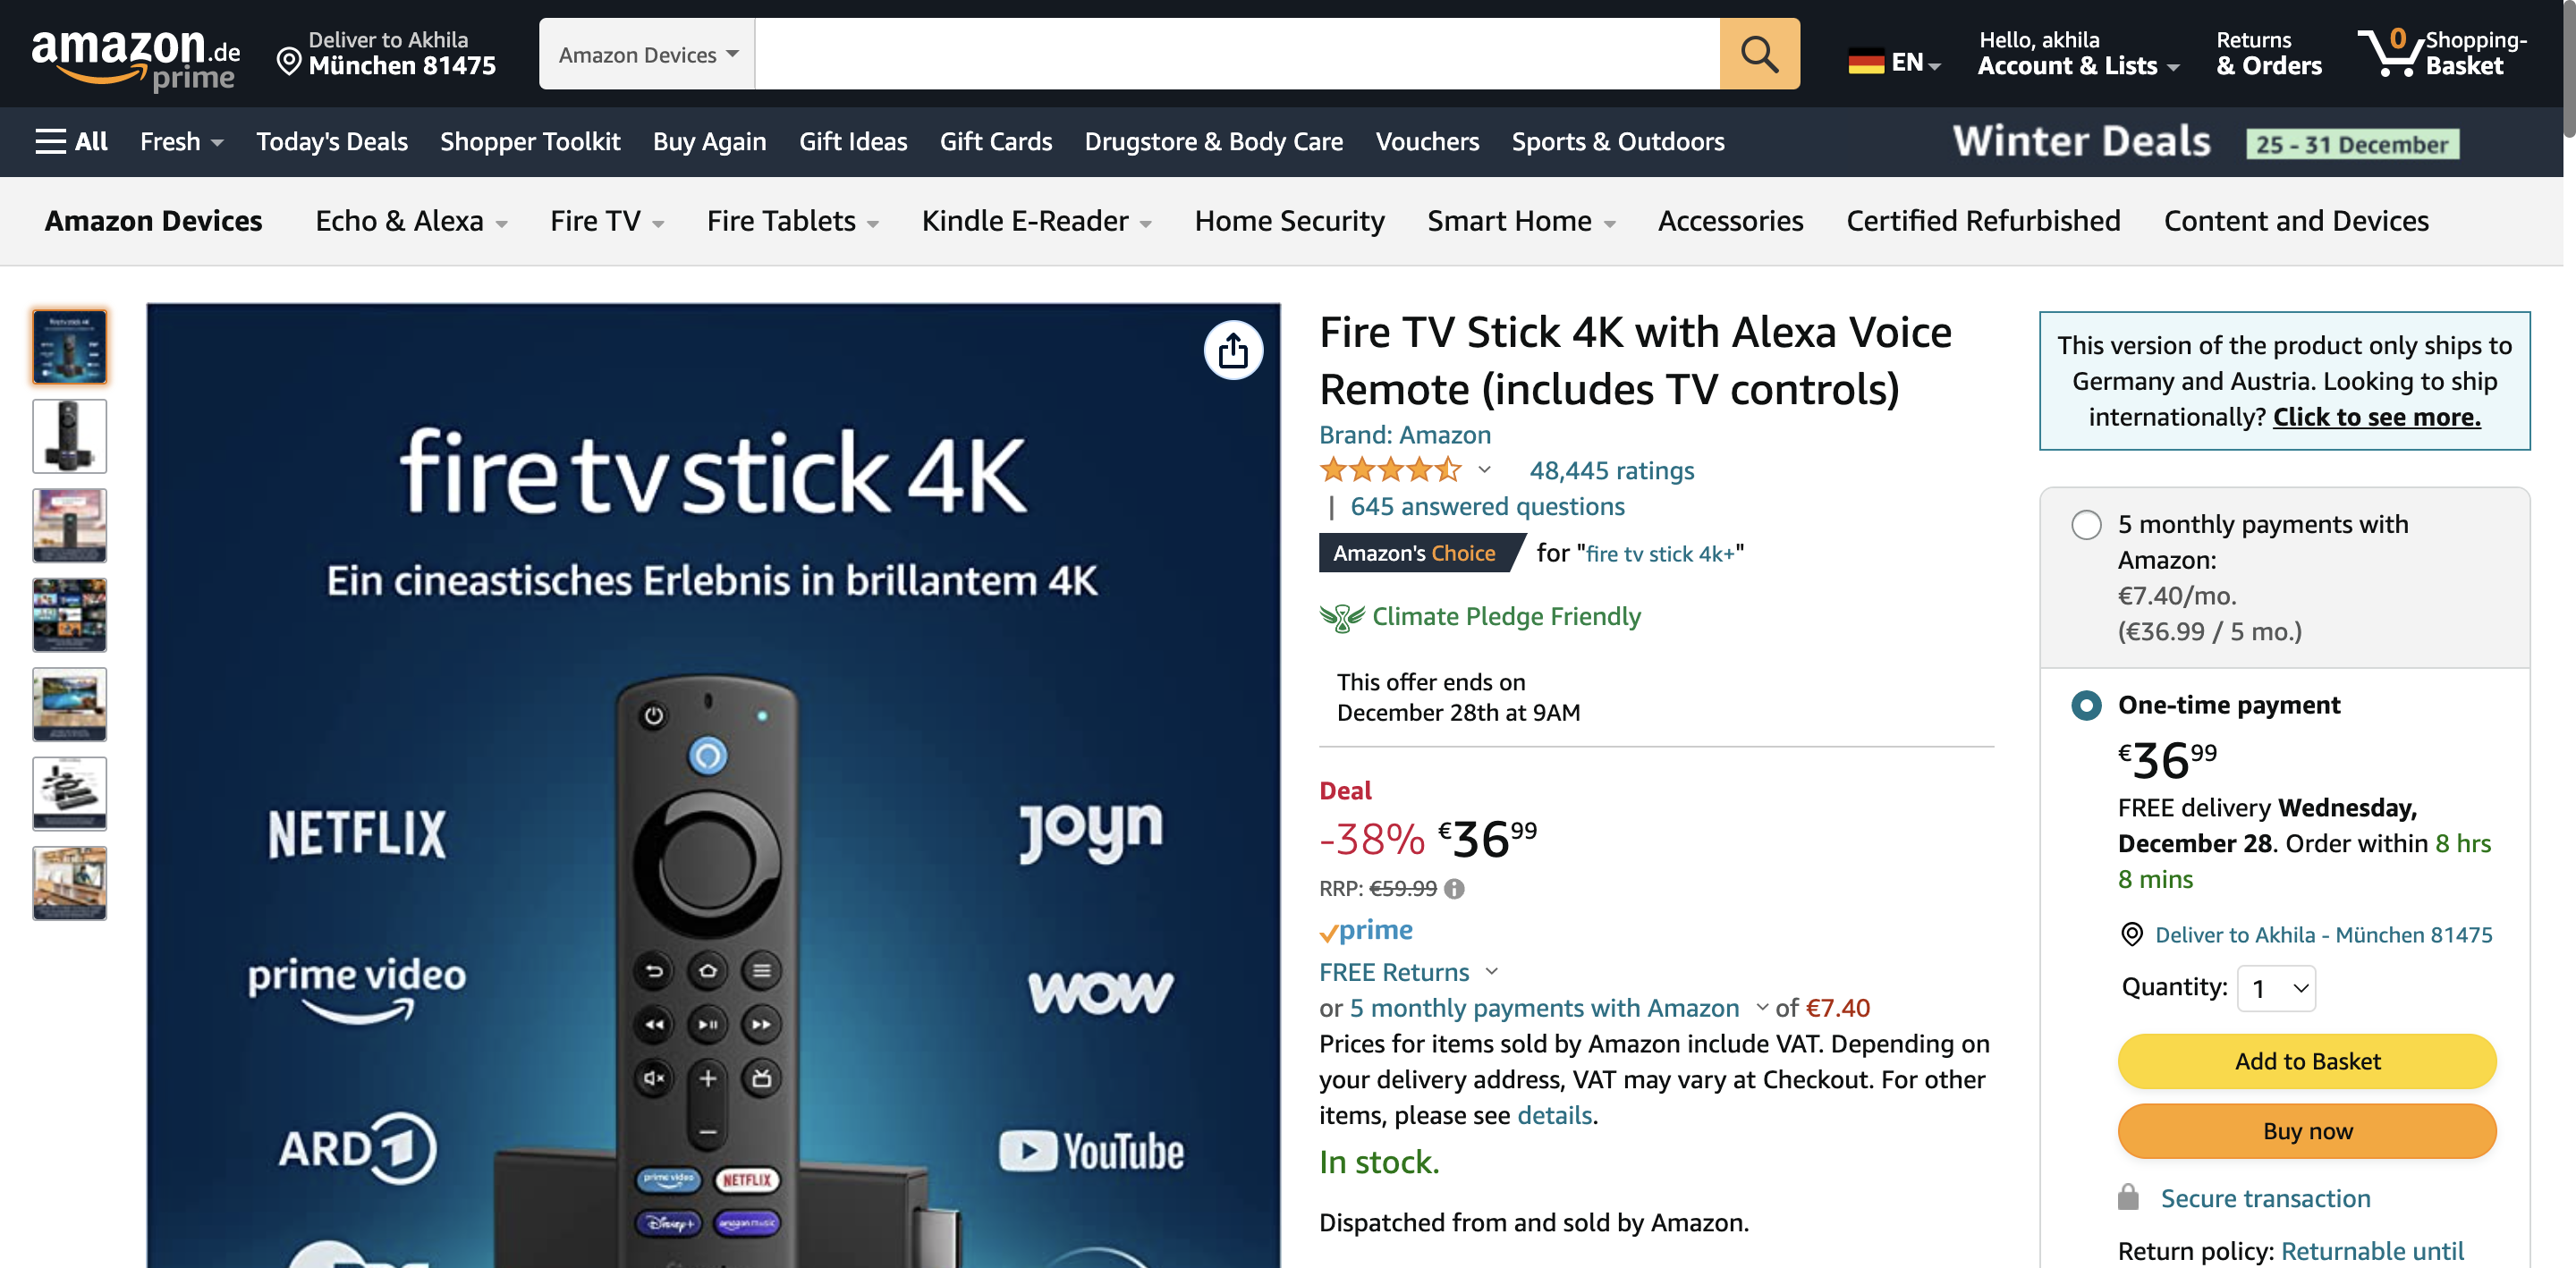 amazon.de
prime
Deliver to Akhila
München 81475
Amazon Devices
EN
Hello, akhila
Account & Lists
Returns
& Orders
0
Shopping-
Basket
All
Fresh
Today's Deals
Shopper Toolkit
Buy Again
Gift Ideas
Gift Cards
Drugstore & Body Care
Vouchers
Sports & Outdoors
Winter Deals
25 - 31 December
Amazon Devices
Echo & Alexa
Fire TV
Fire Tablets
Kindle E-Reader
Home Security
Smart Home
Accessories
Certified Refurbished
Content and Devices
fire tv stick 4K
Ein cineastisches Erlebnis in brillantem 4K
NETFLIX
joyn
prime video
wow
ARD 1
YouTube
prime video
NETFLIX
Disney+
amazon music
Fire TV Stick 4K with Alexa Voice
Remote (includes TV controls)
Brand: Amazon
48,445 ratings
| 645 answered questions
Amazon's Choice for "fire tv stick 4k+"
Climate Pledge Friendly
This offer ends on
December 28th at 9AM
Deal
-38% €36 99
RRP: €59.99
prime
FREE Returns
or 5 monthly payments with Amazon of €7.40
Prices for items sold by Amazon include VAT. Depending on
your delivery address, VAT may vary at Checkout. For other
items, please see details.
In stock.
Dispatched from and sold by Amazon.
This version of the product only ships to
Germany and Austria. Looking to ship
internationally? Click to see more.
5 monthly payments with
Amazon:
€7.40/mo.
(€36.99 / 5 mo.)
One-time payment
€36 99
FREE delivery Wednesday,
December 28. Order within 8 hrs
8 mins
Deliver to Akhila - München 81475
Quantity: 1
Add to Basket
Buy now
Secure transaction
Return policy: Returnable until